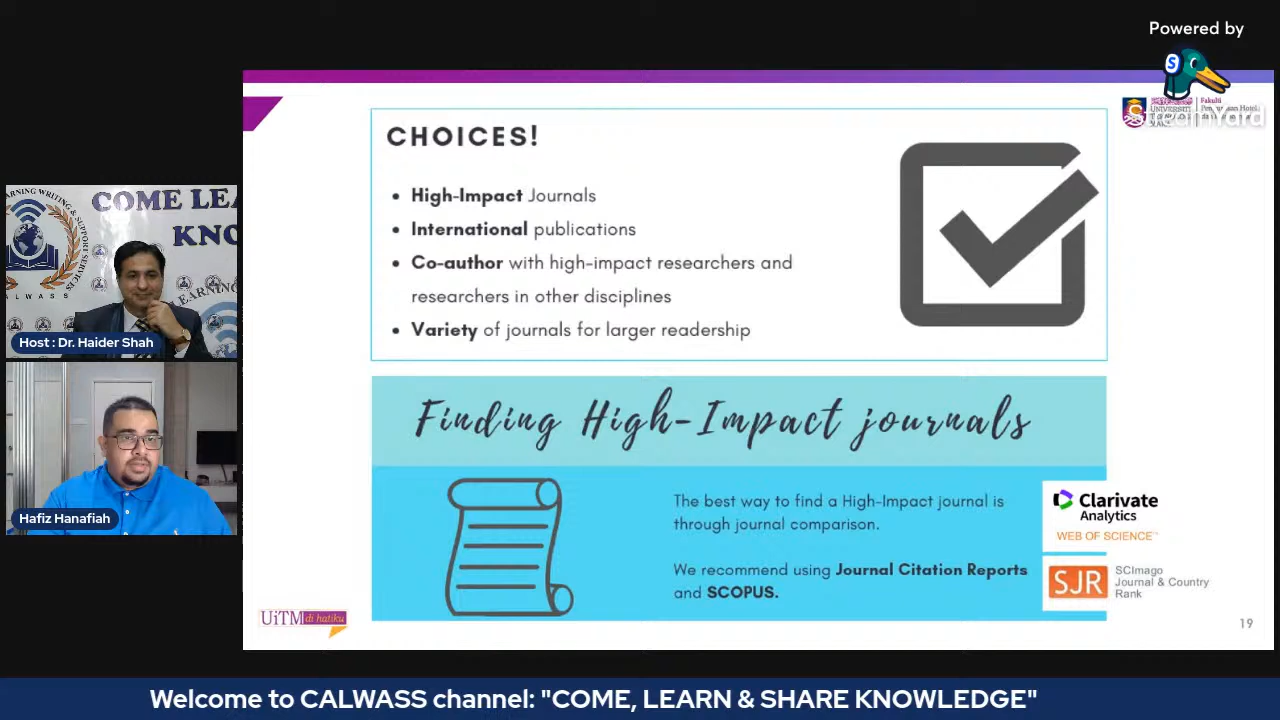 Powered by
StreamYard
CHOICES!
High-Impact Journals
International publications
Co-author with high-impact researchers and
researchers in other disciplines
Variety of journals for larger readership
Finding High-Impact journals
The best way to find a High-Impact journal is
through journal comparison.
We recommend using Journal Citation Reports
and SCOPUS.
Clarivate
Analytics
WEB OF SCIENCE™
SJR
SCImago
Journal & Country
Rank
UiTM di hatiku
19
COME LEA
KNO
Host : Dr. Haider Shah
Hafiz Hanafiah
Welcome to CALWASS channel: "COME, LEARN & SHARE KNOWLEDGE"